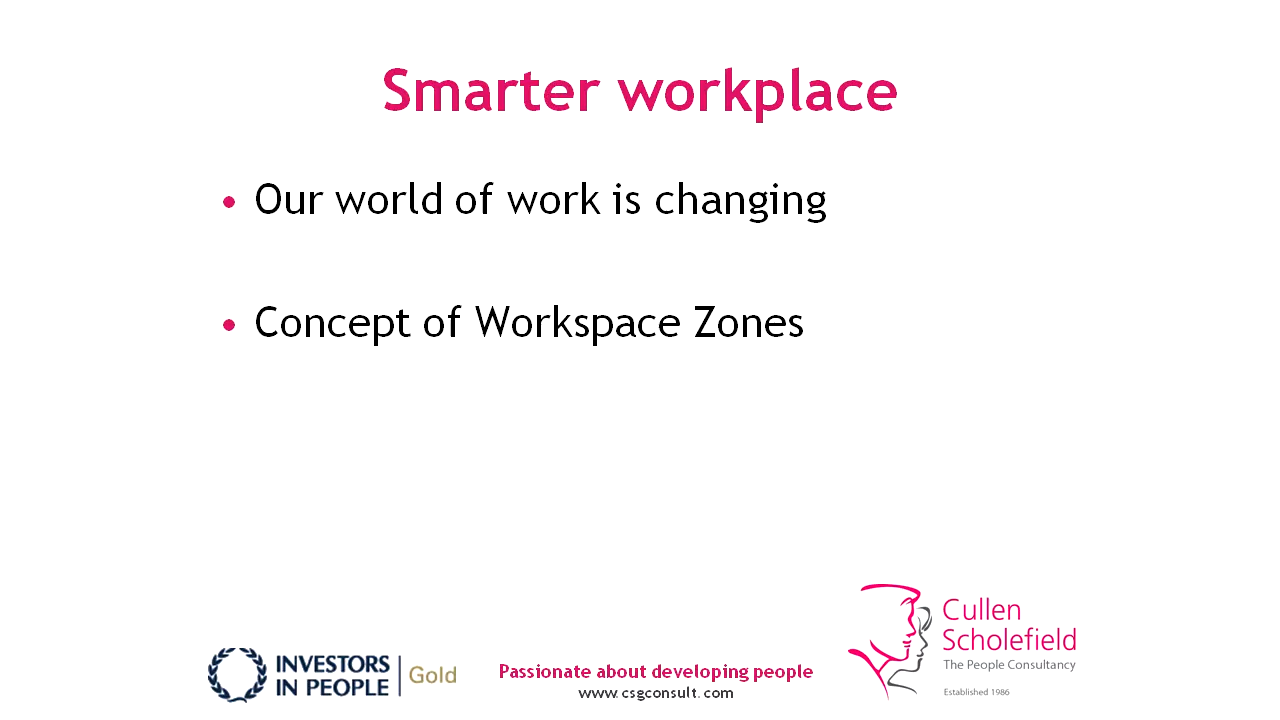 Smarter workplace
• Our world of work is changing
• Concept of Workspace Zones
INVESTORS
IN PEOPLE
Gold
Passionate about developing people
www.csgconsult.com
Cullen
Scholefield
The People Consultancy
Established 1986